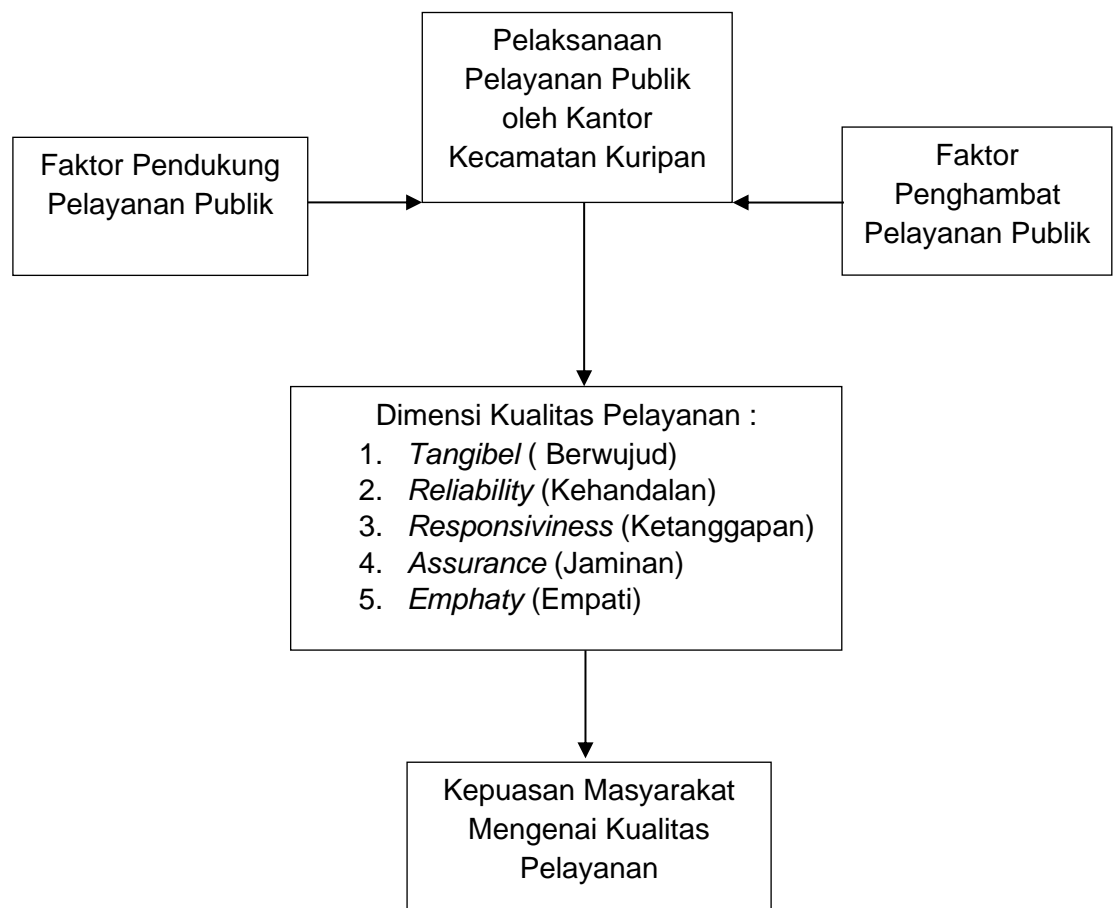 Pelaksanaan
Pelayanan Publik
oleh Kantor
Kecamatan Kuripan
Faktor Pendukung
Pelayanan Publik
Faktor
Penghambat
Pelayanan Publik
Dimensi Kualitas Pelayanan :
1. Tangibel ( Berwujud)
2. Reliability (Kehandalan)
3. Responsiviness (Ketanggapan)
4. Assurance (Jaminan)
5. Emphaty (Empati)
Kepuasan Masyarakat
Mengenai Kualitas
Pelayanan